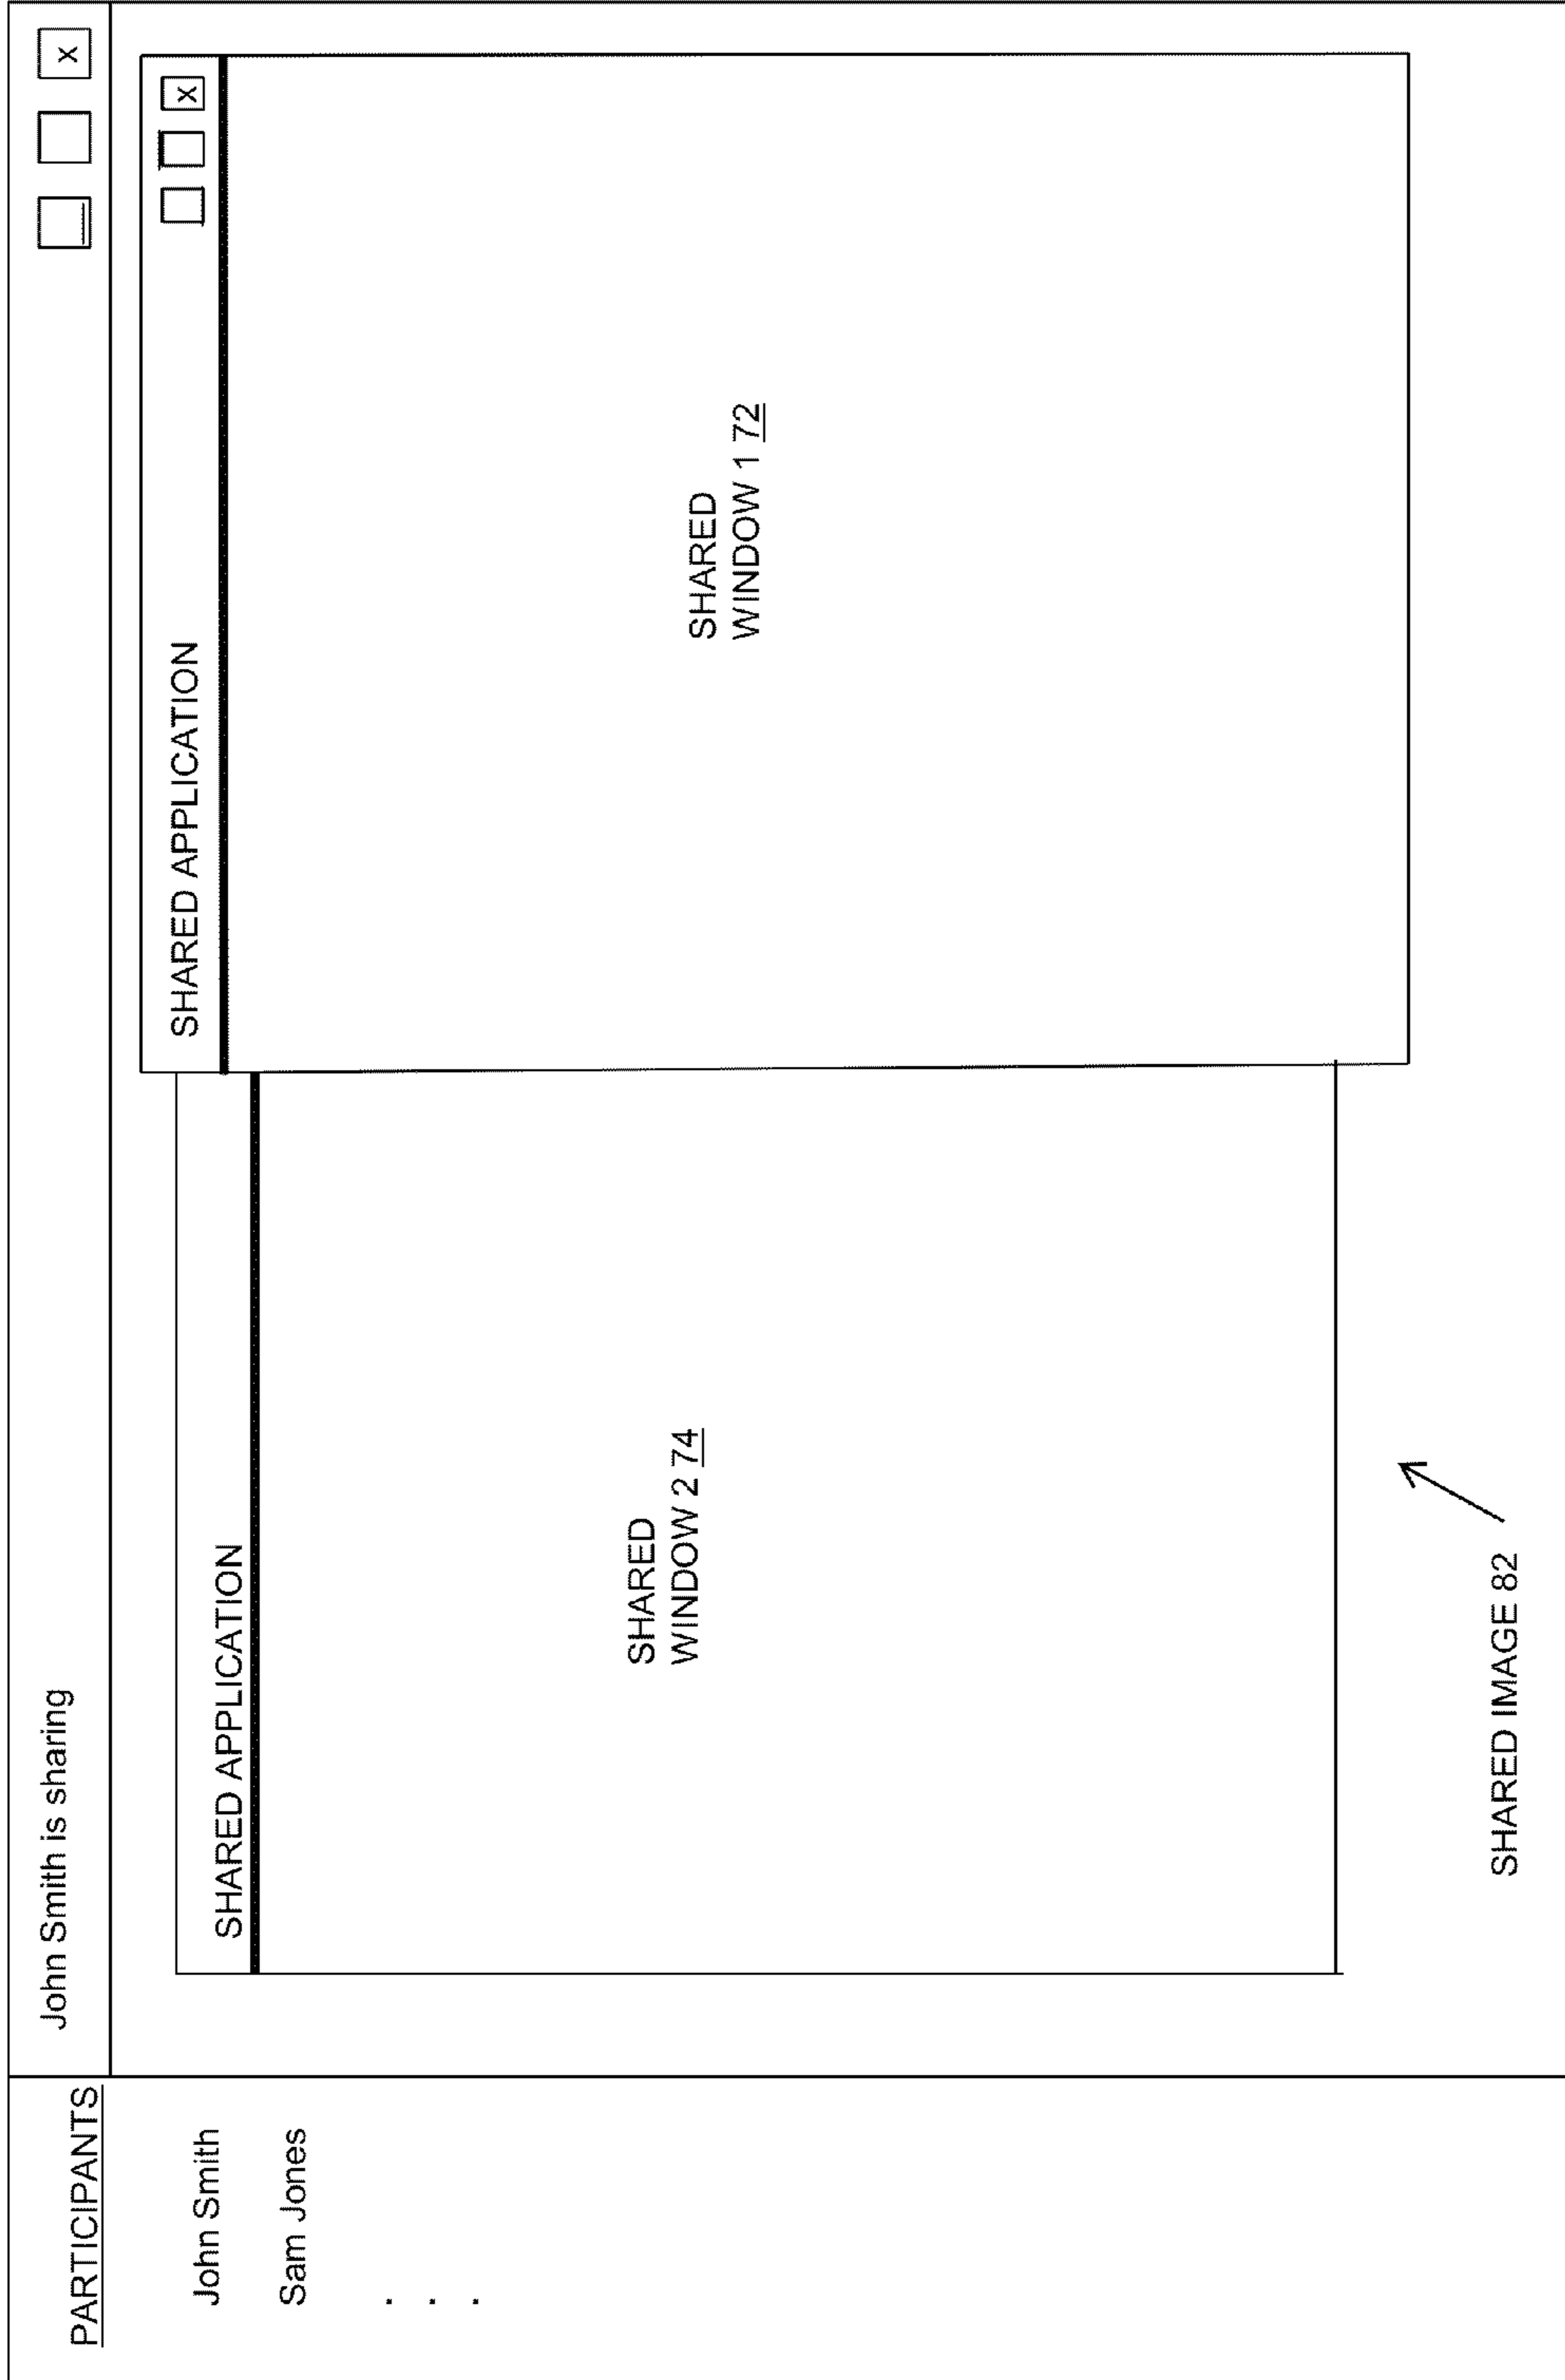 PARTICIPANTS
John Smith
Sam Jones
. . .
John Smith is sharing
x
SHARED APPLICATION
SHARED
WINDOW 2 74
SHARED APPLICATION
x
SHARED
WINDOW 1 72
SHARED IMAGE 82